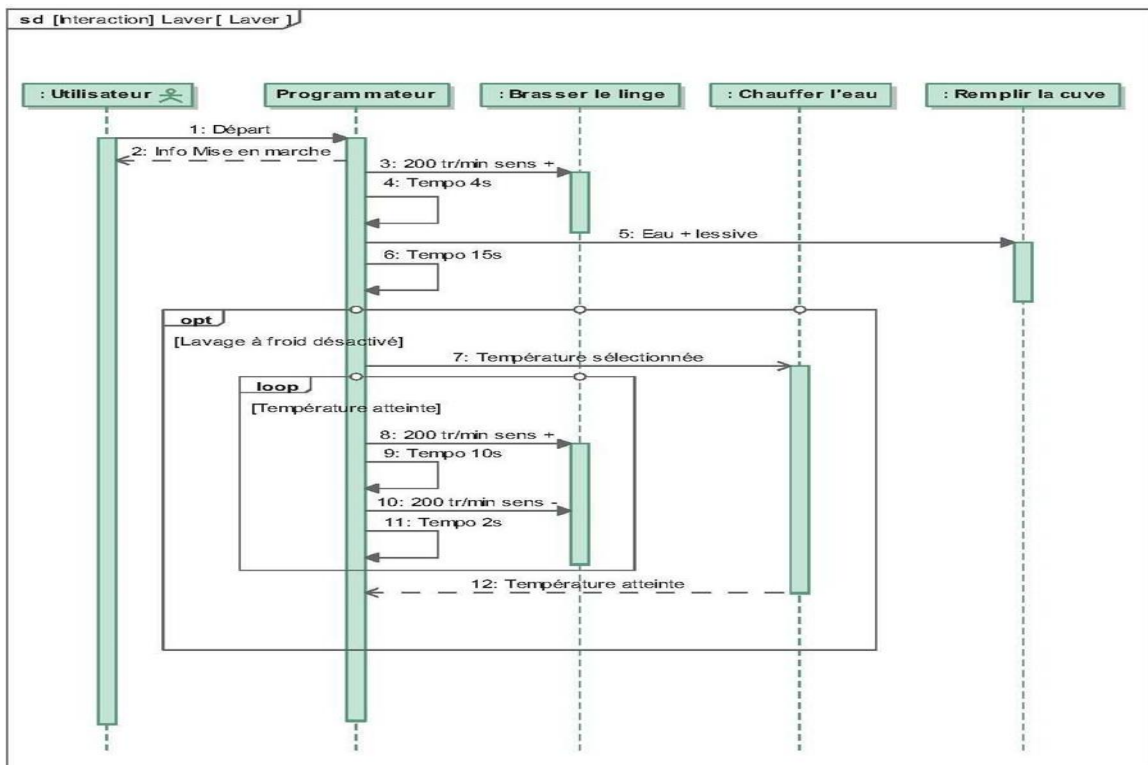 sd [Interaction] Laver [ Laver ]
: Utilisateur
Programmateur
: Brasser le linge
: Chauffer l'eau
: Remplir la cuve
1: Départ
2: Info Mise en marche
3: 200 tr/min sens +
4: Tempo 4s
5: Eau + lessive
6: Tempo 15s
opt
[Lavage à froid désactivé]
7: Température sélectionnée
loop
[Température atteinte]
8: 200 tr/min sens +
9: Tempo 10s
10: 200 tr/min sens -
11: Tempo 2s
12: Température atteinte